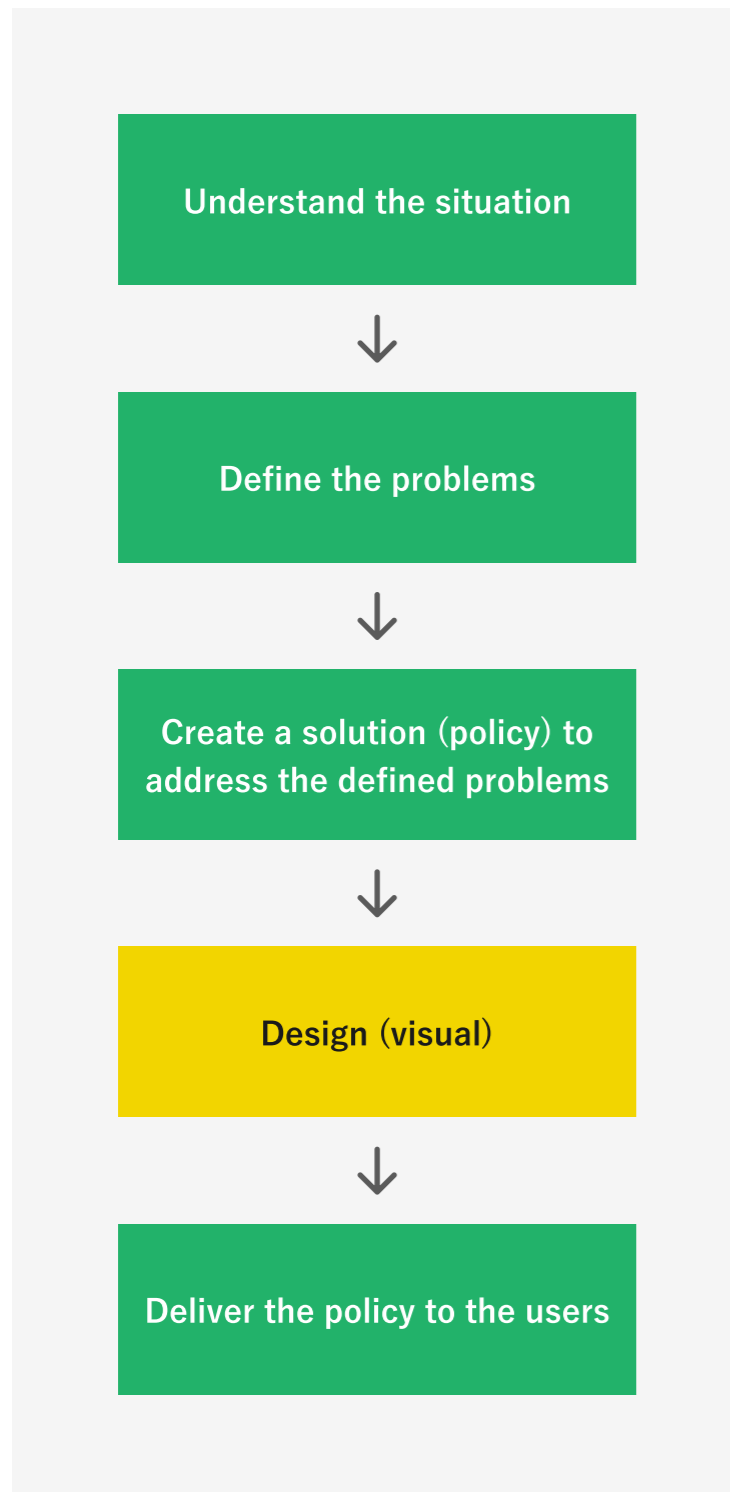 Understand the situation
Define the problems
Create a solution (policy) to
address the defined problems
Design (visual)
Deliver the policy to the users